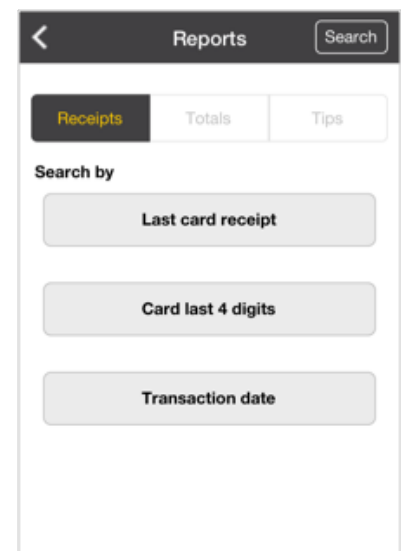 Reports Search
Receipts Totals Tips
Search by
Last card receipt
Card last 4 digits
Transaction date